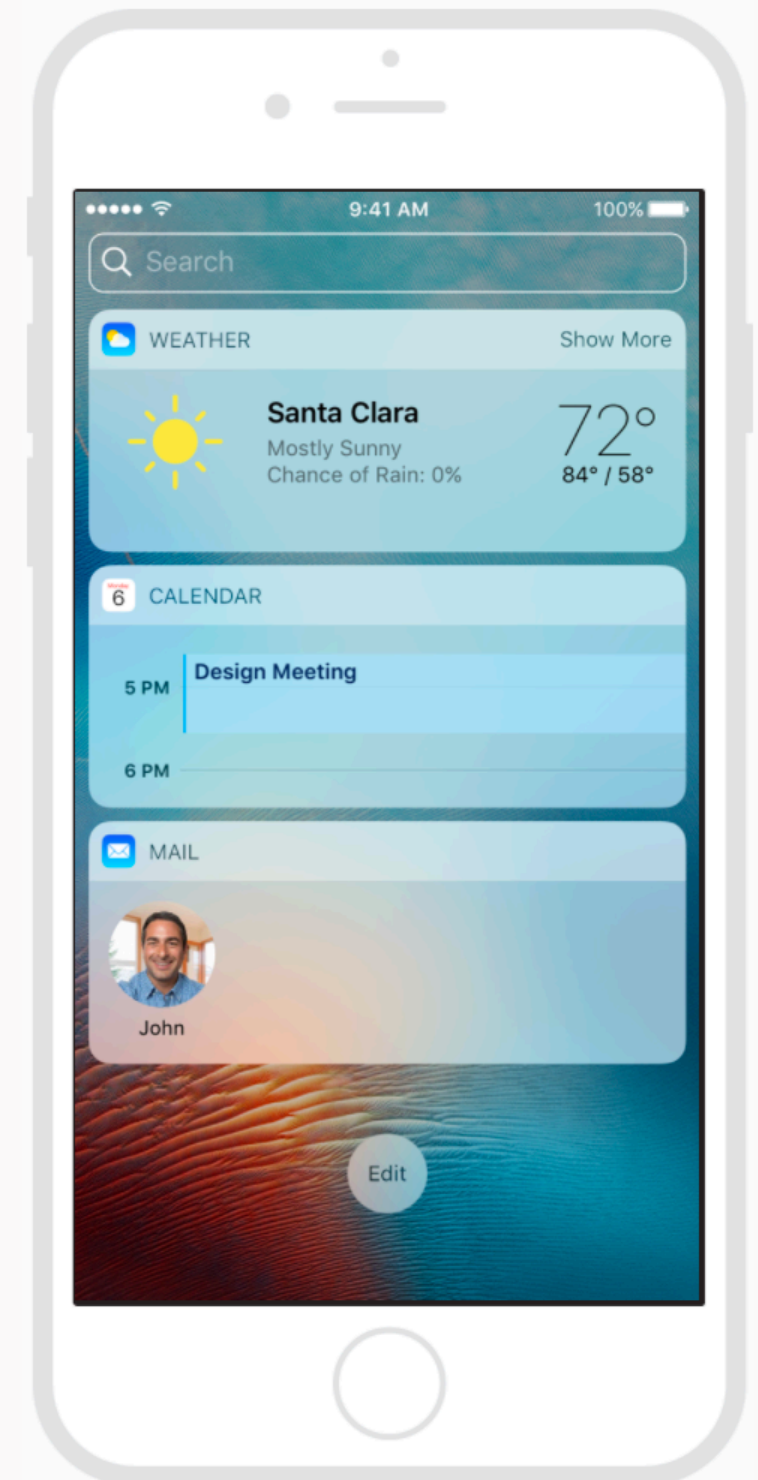 9:41 AM 100%
Search
WEATHER Show More
Santa Clara 72°
Mostly Sunny
Chance of Rain: 0% 84° / 58°
Monday
6 CALENDAR
Design Meeting
5 PM
6 PM
MAIL
John
Edit